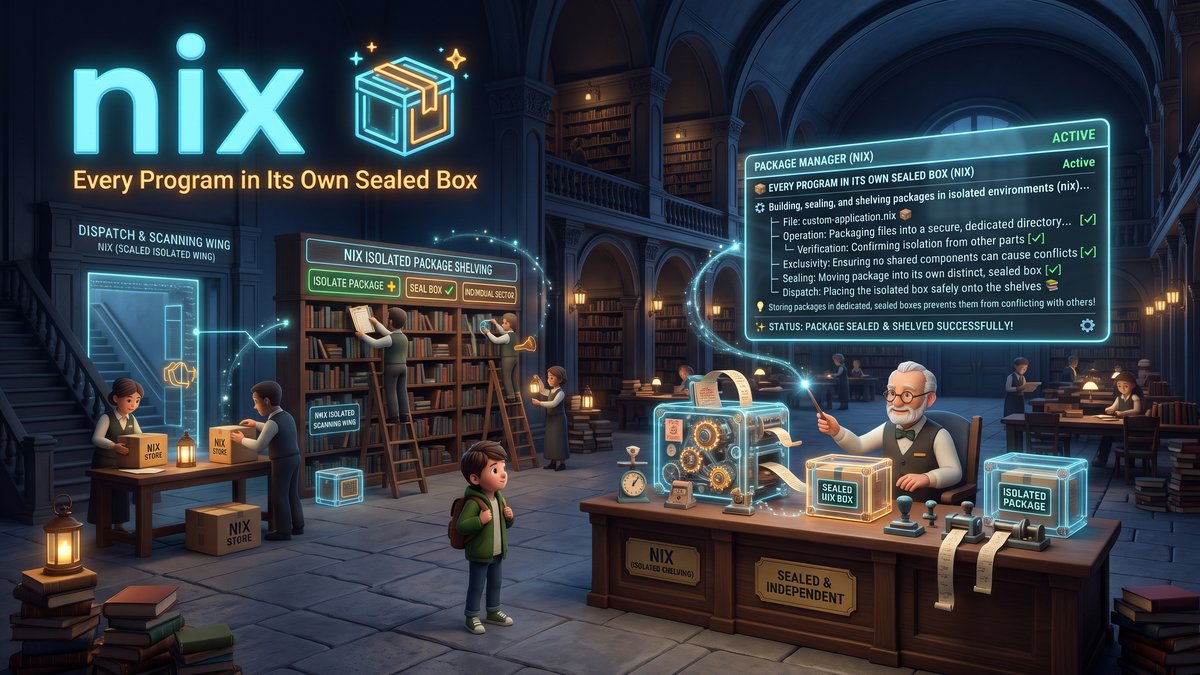 nix
Every Program in Its Own Sealed Box
DISPATCH & SCANNING WING
NIX (SCALED ISOLATED WING)
NIX ISOLATED PACKAGE SHELVING
ISOLATE PACKAGE
SEAL BOX
INDIMDUAL SECTOR
NIX
STORE
NIX
STORE
NIX
STORE
ISOLATED
SCANNING WING
ACTIVE
PACKAGE MANAGER (NIX)
Active
EVERY PROGRAM IN ITS OWN SEALED BOX (NIX)
Building, sealing, and shelving packages in isolated environments (nix)...
File: custom-application.nix
Operation: Packaging files into a secure, dedicated directory... [✓]
Verification: Confirming isolation from other parts [✓]
Exclusivity: Ensuring no shared components can cause conflicts [✓]
Sealing: Moving package into its own distinct, sealed box [✓]
Dispatch: Placing the isolated box safely onto the shelves
Storing packages in dedicated, sealed boxes prevents them from conflicting with others!
STATUS: PACKAGE SEALED & SHELVED SUCCESSFULLY!
SEALED
BOX
ISOLATED
PACKAGE
NIX
(ISOLATED CHELVING)
SEALED &
INDEPENDENT